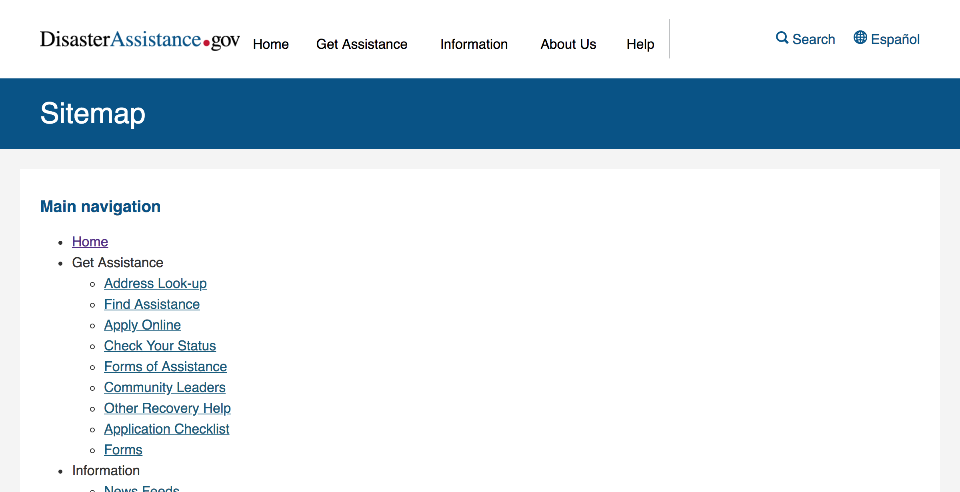 DisasterAssistance.gov Home Get Assistance Information About Us Help Search Español
Sitemap
Main navigation
Home
Get Assistance
Address Look-up
Find Assistance
Apply Online
Check Your Status
Forms of Assistance
Community Leaders
Other Recovery Help
Application Checklist
Forms
Information
News Feeds